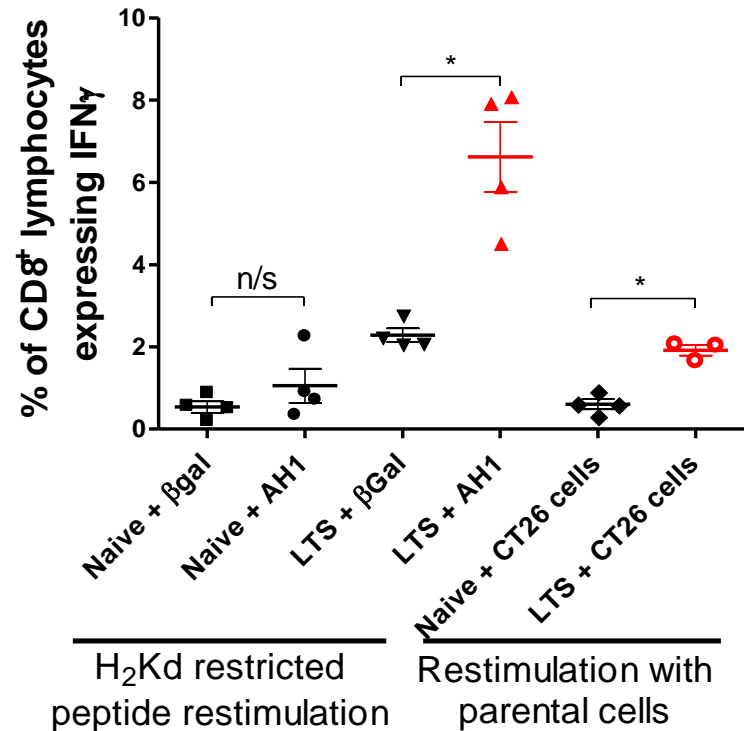 % of CD8⁺ lymphocytes
expressing IFNγ
10
8
6
4
2
0
*
n/s
*
Naive + βgal
Naive + AH1
LTS + βGal
LTS + AH1
Naive + CT26 cells
LTS + CT26 cells
H₂Kd restricted
peptide restimulation
Restimulation with
parental cells